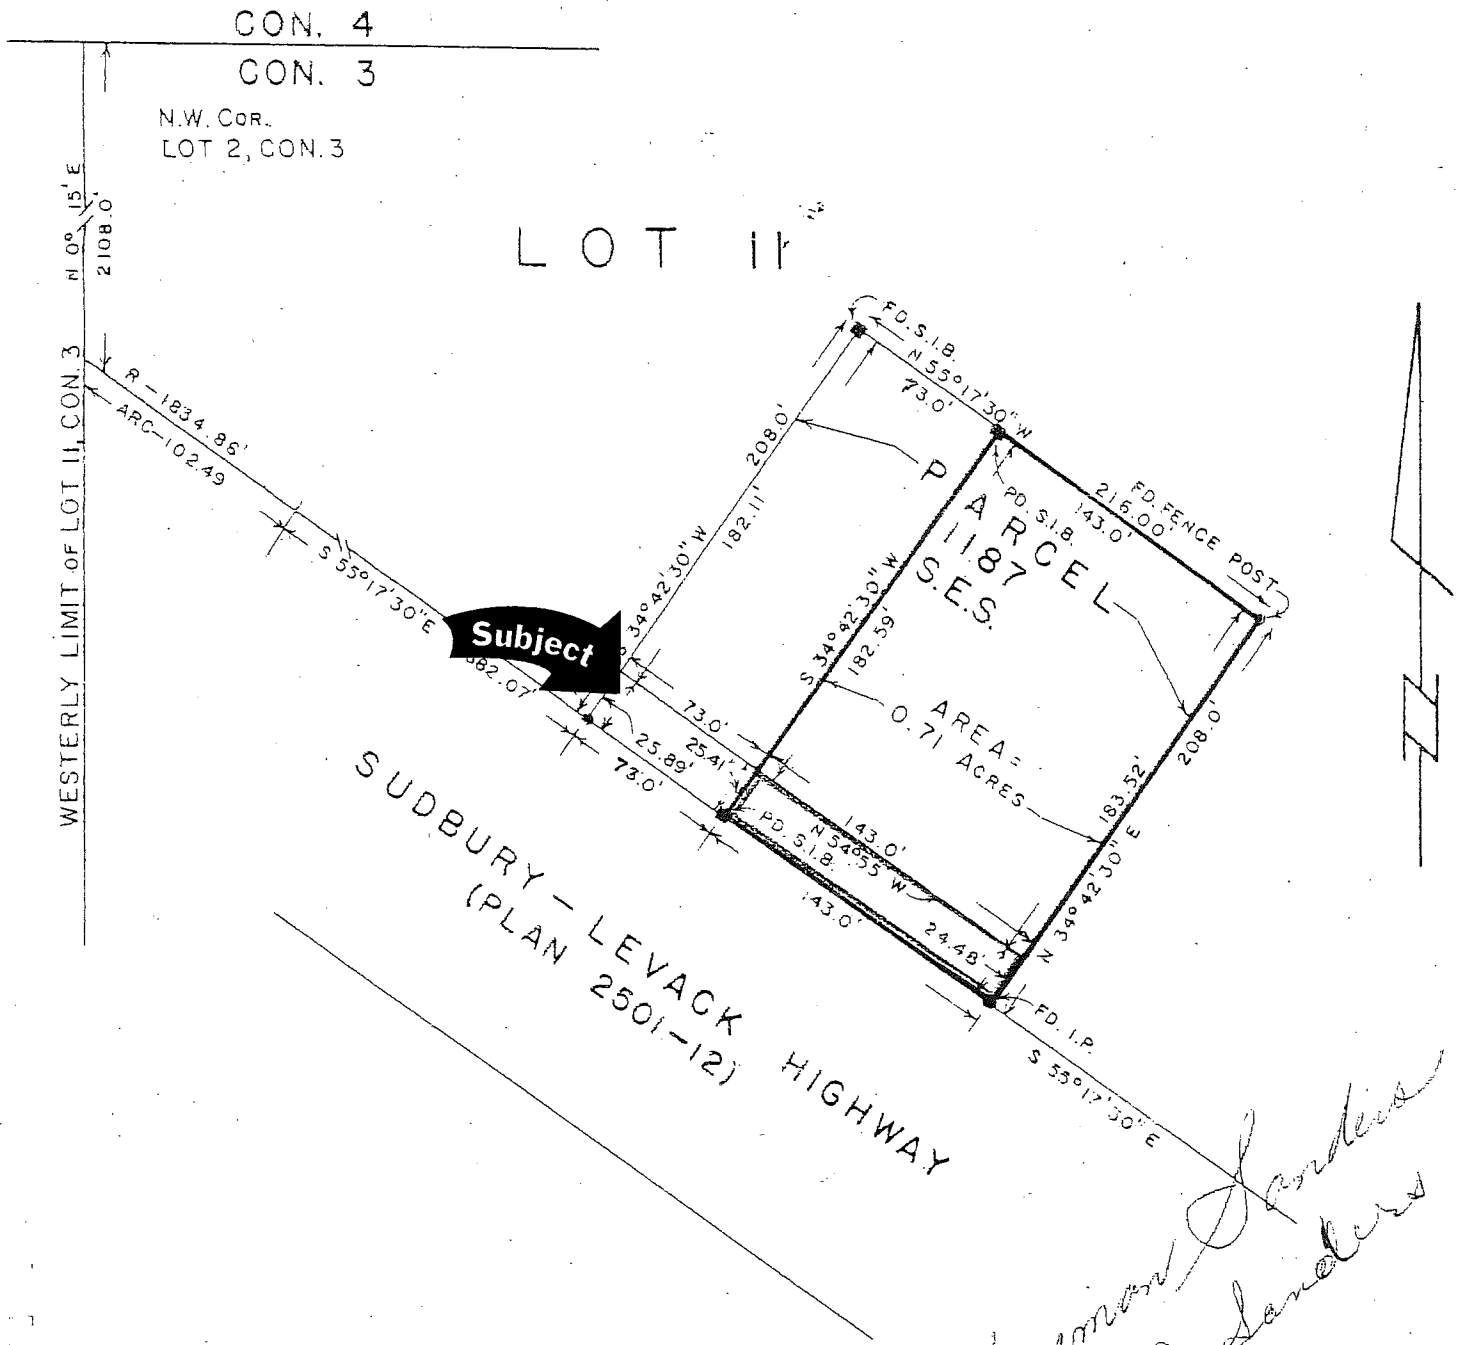 CON. 4
CON. 3
N.W. COR.
LOT 2, CON. 3
N 0° 15' E
2108.0'
WESTERLY LIMIT OF LOT 11, CON. 3
LOT 11
R - 1834.86'
ARC - 102.49
S 55° 17' 30" E
Subject
FD. S.I.B.
N 55° 17' 30" W
73.0'
208.0'
182.11'
34° 42' 30" W
PARCEL
1187
S.E.S.
PD. S.I.B.
FD. FENCE POST
216.00'
143.0'
S 34° 42' 30" W
182.59'
AREA =
0.71 ACRES
208.0'
183.52'
N 34° 42' 30" E
73.0'
25.41'
25.89'
73.0'
PD. S.I.B.
143.0'
N 54° 55' W
143.0'
24.48'
FD. I.P.
S 55° 17' 30" E
SUDBURY - LEVACK HIGHWAY
(PLAN 2501-12)
Sanders
Sanders